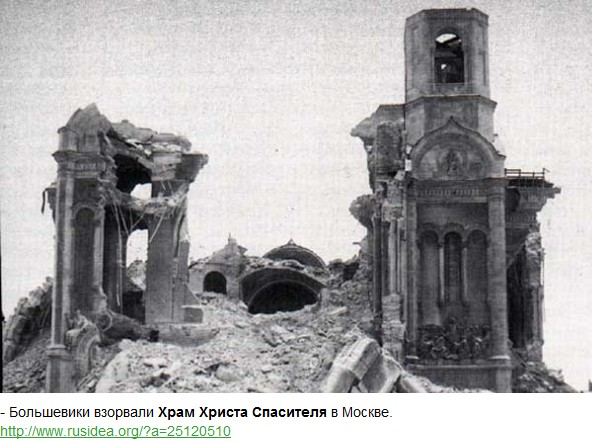 - Большевики взорвали Храм Христа Спасителя в Москве.
http://www.rusidea.org/?a=25120510